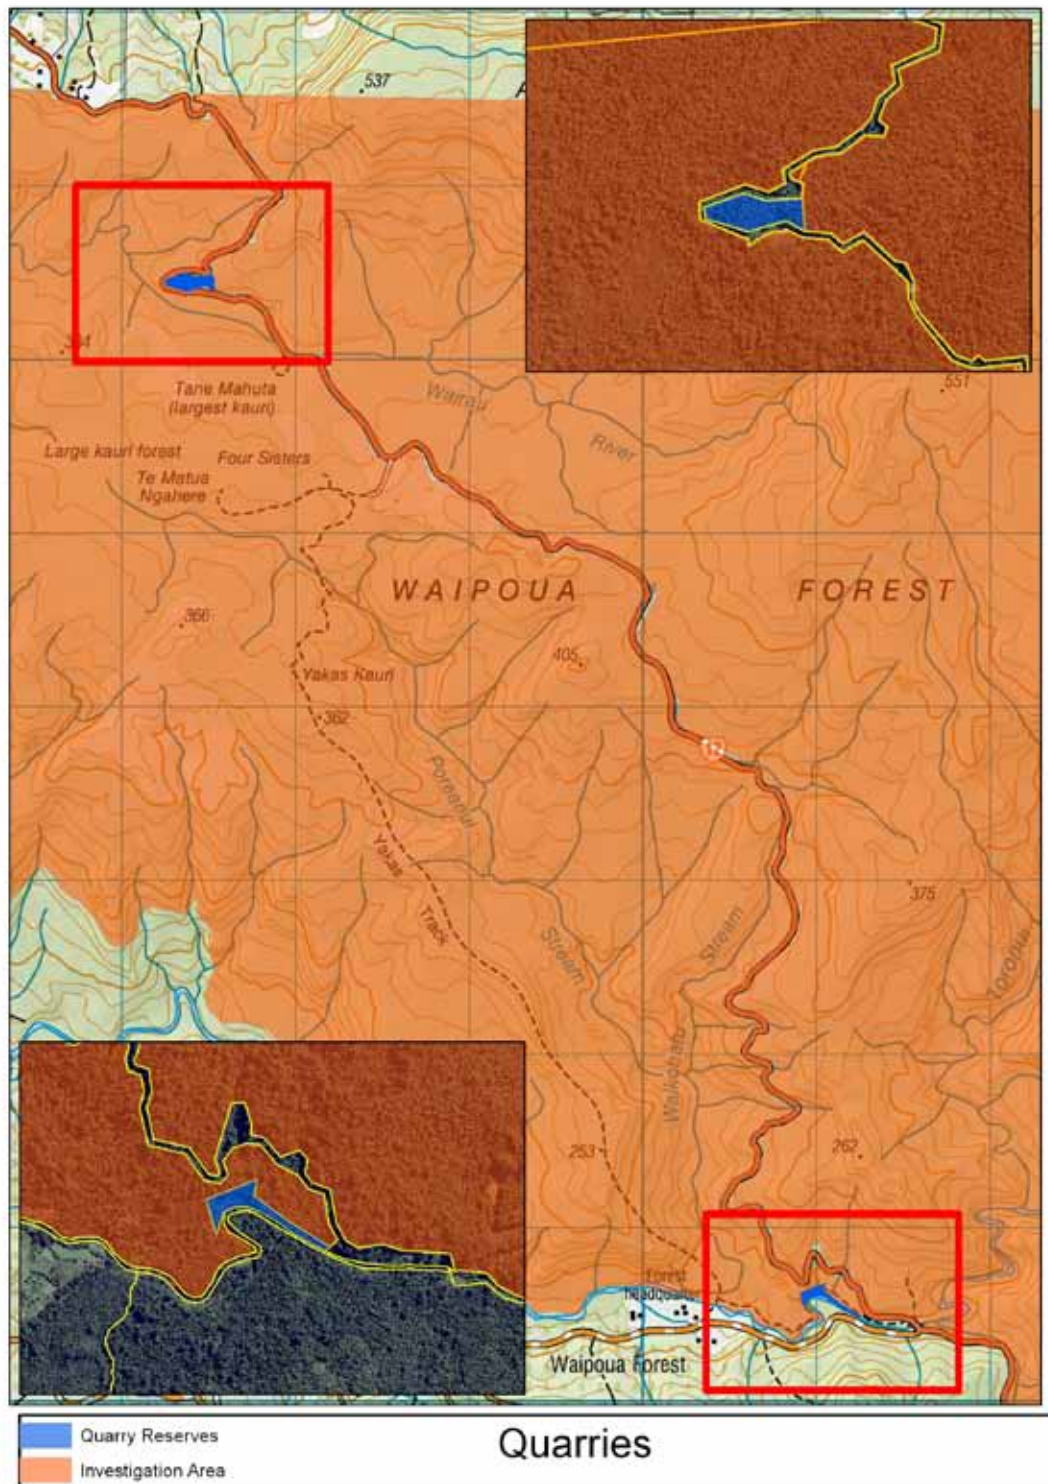 537
394
Tane Mahuta
(largest kauri)
551
Wairau
River
Large kauri forest
Four Sisters
Te Matua
Ngahere
WAIPOUA FOREST
366
405
Yakas Kauri
362
Stream
375
Yakas
Track
Stream
253
262
Forest
Waipoua Forest
Quarry Reserves
Investigation Area
Quarries